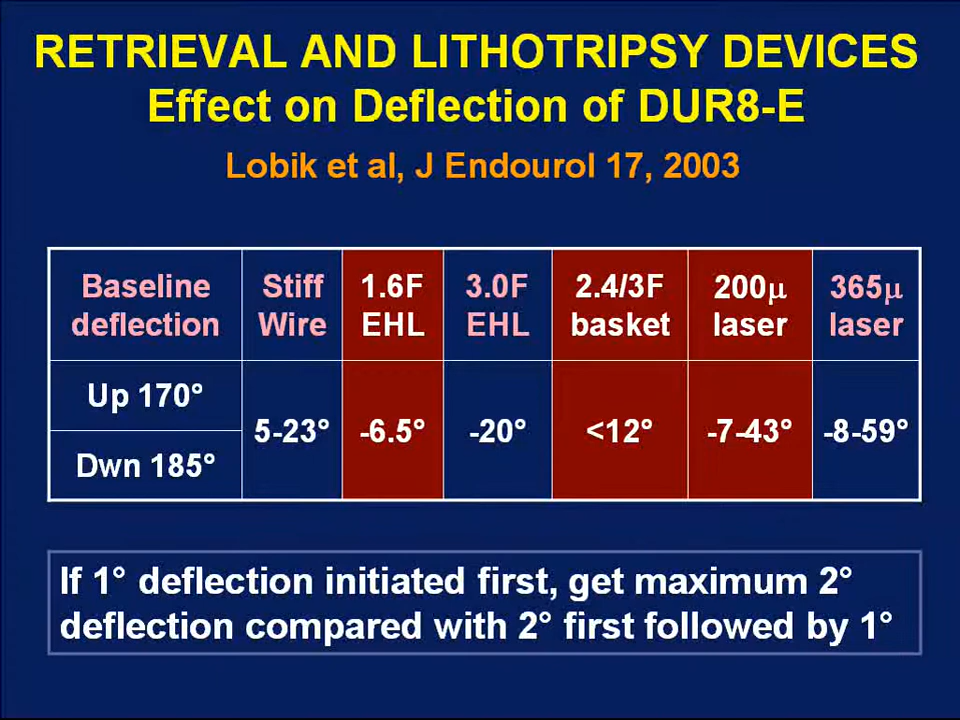 RETRIEVAL AND LITHOTRIPSY DEVICES
Effect on Deflection of DUR8-E
Lobik et al, J Endourol 17, 2003
Baseline deflection
Stiff Wire
1.6F EHL
3.0F EHL
2.4/3F basket
200µ laser
365µ laser
Up 170°
Dwn 185°
5-23°
-6.5°
-20°
<12°
-7-43°
-8-59°
If 1° deflection initiated first, get maximum 2°
deflection compared with 2° first followed by 1°